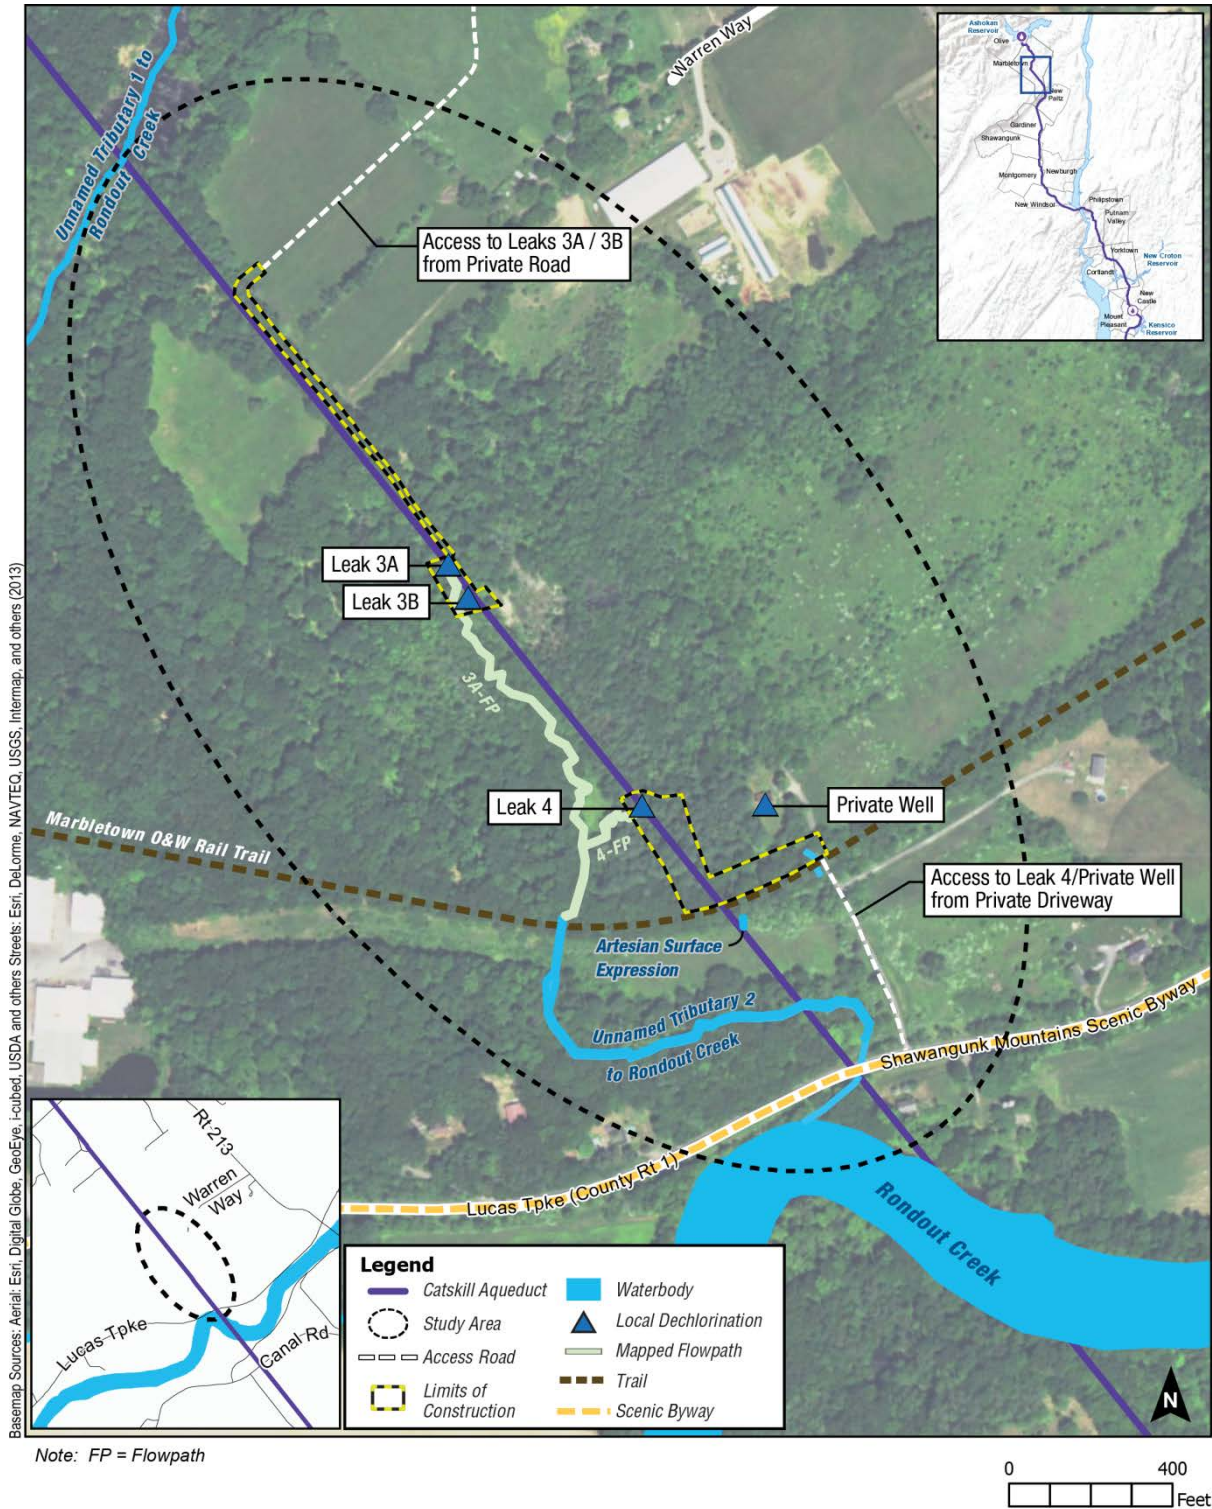 Warren Way
Unnamed Tributary 1 to
Rondout Creek
Access to Leaks 3A / 3B
from Private Road
Ashokan
Reservoir
Olive
Marbletown
New
Paltz
Gardiner
Shawangunk
Montgomery
Newburgh
New Windsor
Philipstown
Putnam
Valley
Yorktown
New Croton
Reservoir
Cortlandt
New
Castle
Mount
Pleasant
Kensico
Reservoir
Leak 3A
Leak 3B
3A-FP
Leak 4
4-FP
Private Well
Marbletown O&W Rail Trail
Access to Leak 4/Private Well
from Private Driveway
Artesian Surface
Expression
Unnamed Tributary 2
to Rondout Creek
Shawangunk Mountains Scenic Byway
Lucas Tpke (County Rt 1)
Rondout Creek
Rt-213
Warren
Way
Lucas Tpke
Canal Rd
Legend
Catskill Aqueduct
Study Area
Access Road
Limits of
Construction
Waterbody
Local Dechlorination
Mapped Flowpath
Trail
Scenic Byway
N
Basemap Sources: Aerial: Esri, Digital Globe, GeoEye, i-cubed, USDA and others Streets: Esri, DeLorme, NAVTEQ, USGS, Intermap, and others (2013)
Note: FP = Flowpath
0 400
Feet